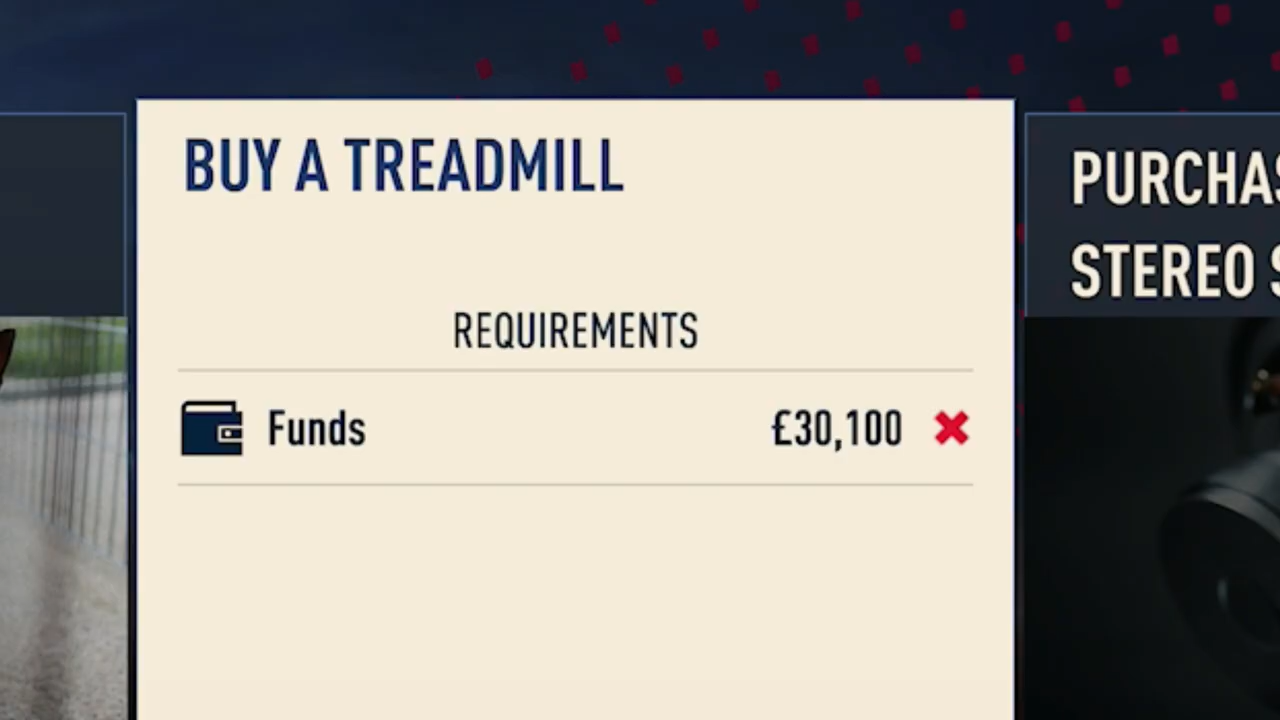 BUY A TREADMILL
REQUIREMENTS
Funds £30,100
STEREO